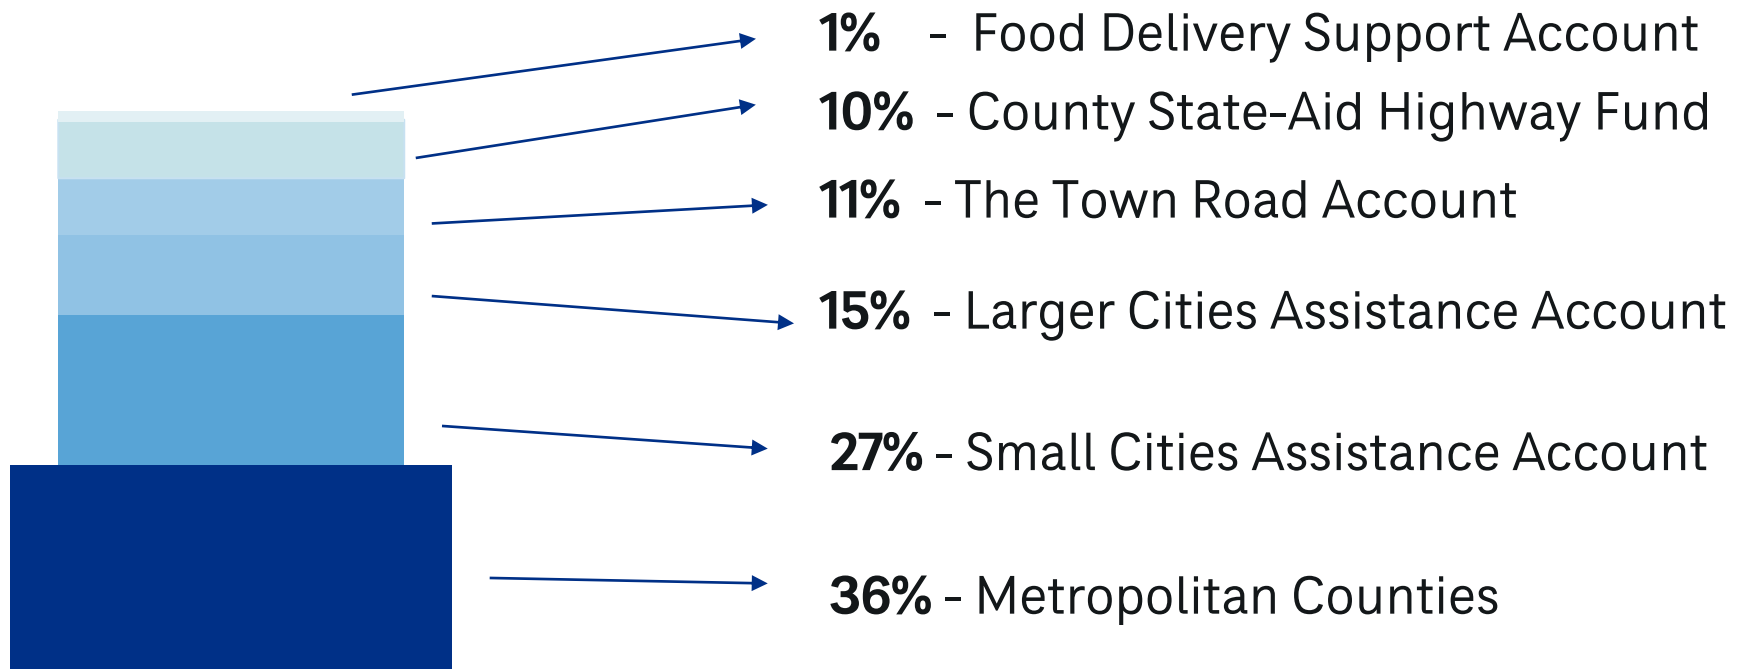 1% - Food Delivery Support Account
10% - County State-Aid Highway Fund
11% - The Town Road Account
15% - Larger Cities Assistance Account
27% - Small Cities Assistance Account
36% - Metropolitan Counties